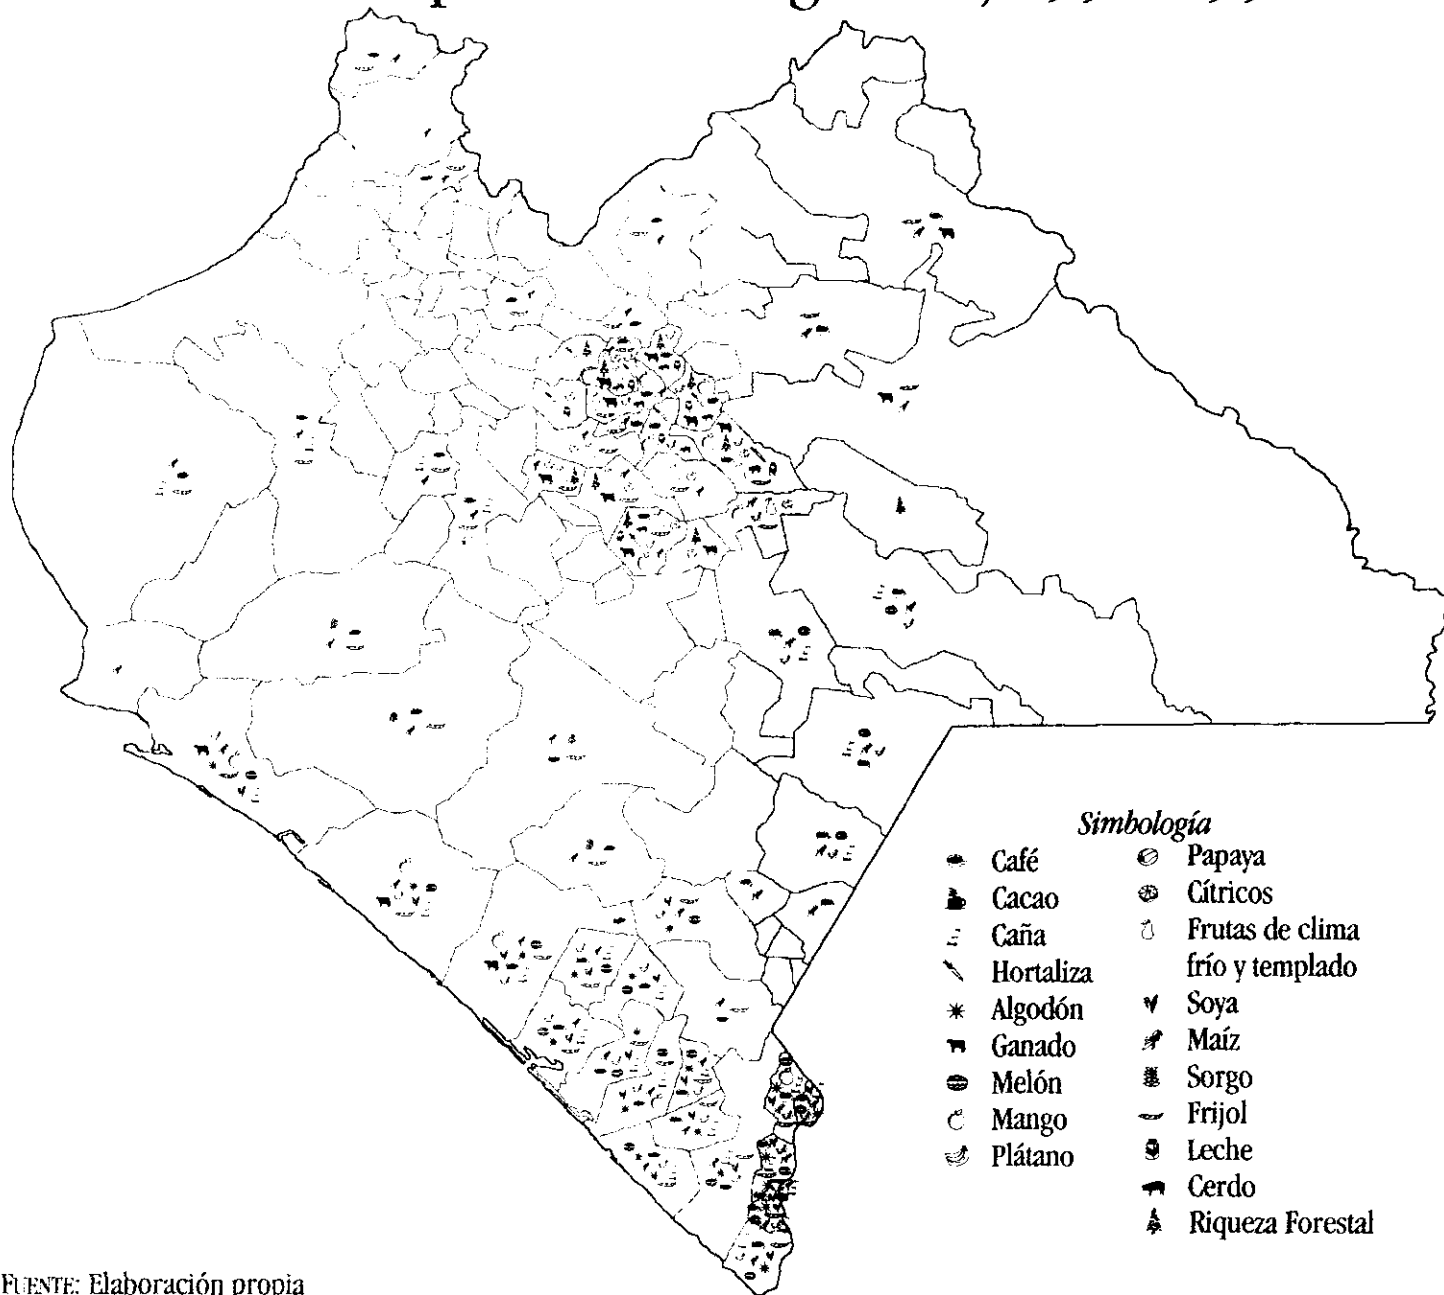 Simbología
Café
Cacao
Caña
Hortaliza
Algodón
Ganado
Melón
Mango
Plátano
Papaya
Cítricos
Frutas de clima
frío y templado
Soya
Maíz
Sorgo
Frijol
Leche
Cerdo
Riqueza Forestal
FUENTE: Elaboración propia